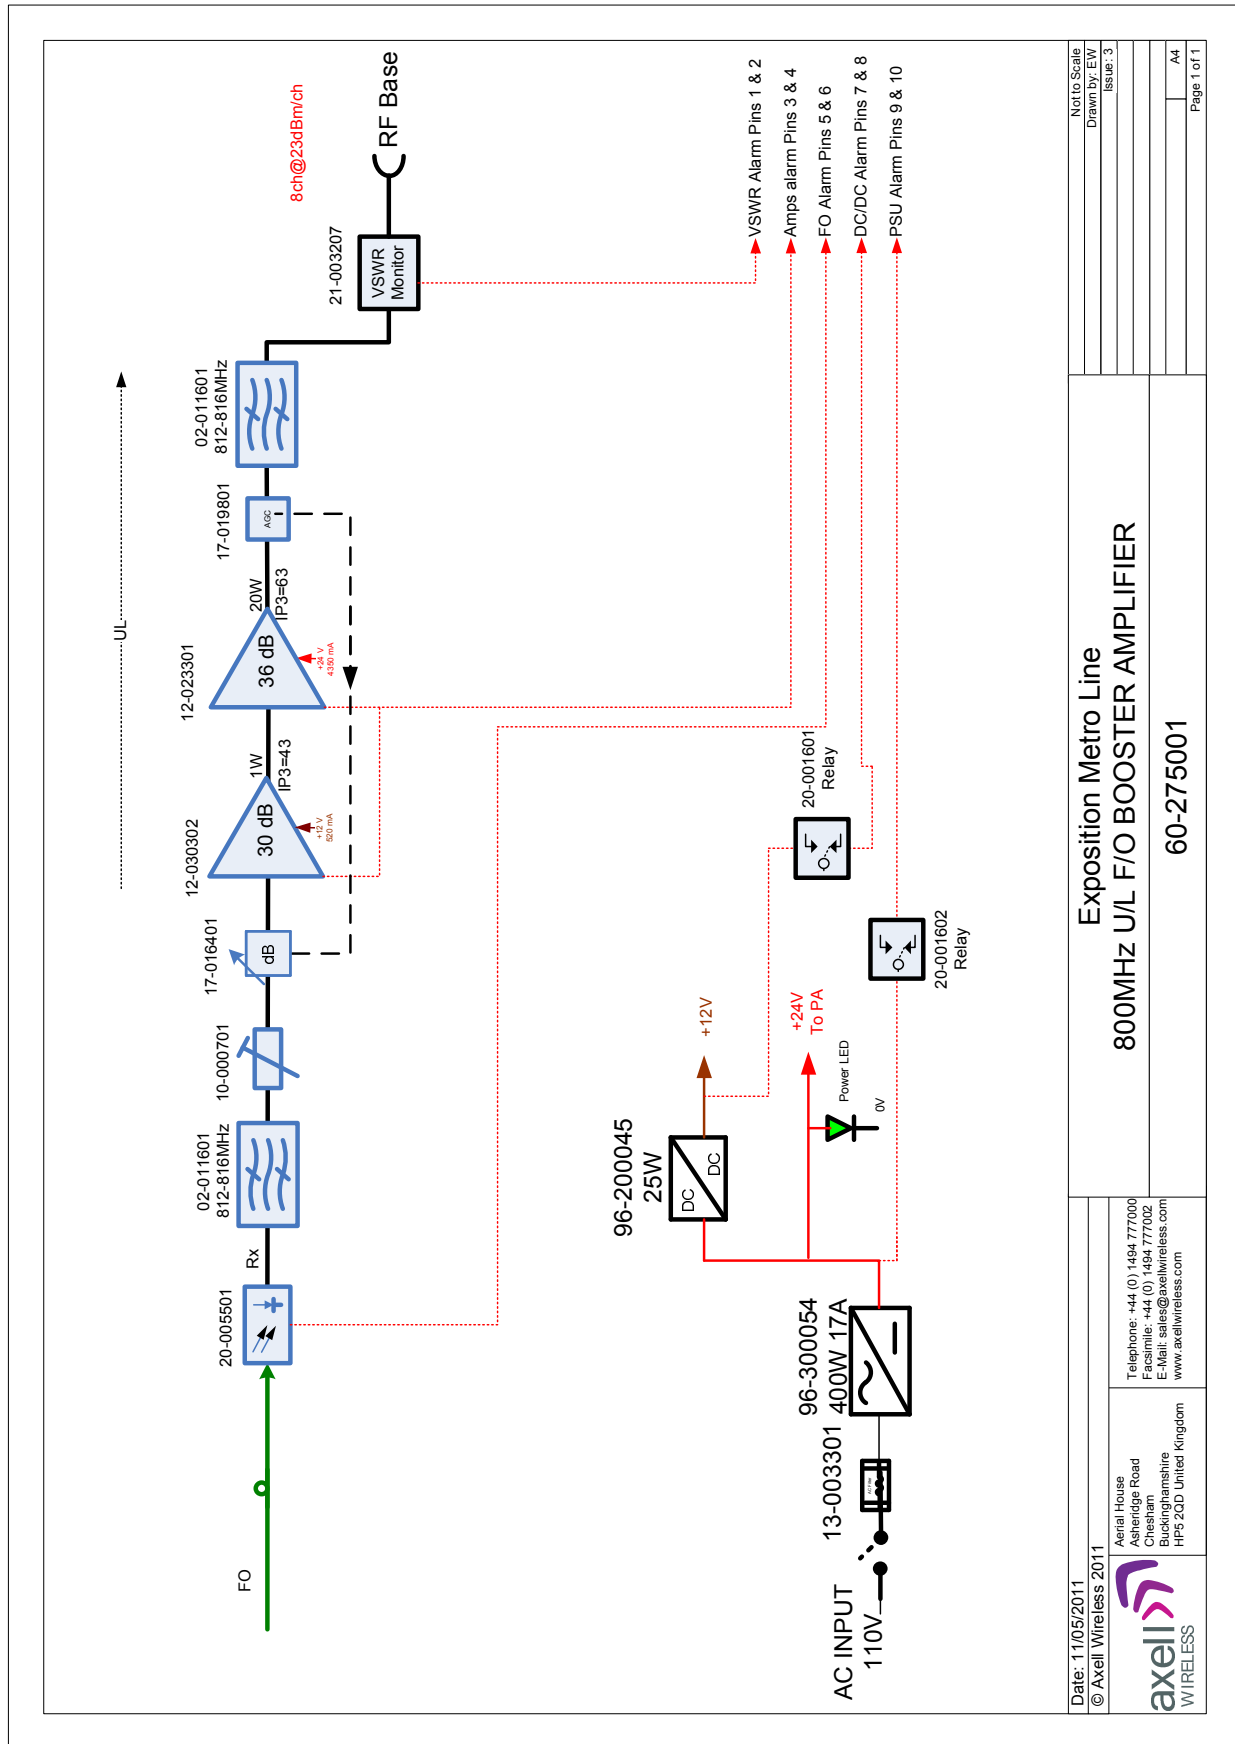 UL
8ch@23dBm/ch
FO
20-005501
Rx
02-011601
812-816MHz
10-000701
17-016401
dB
12-030302
30 dB
1W
IP3=43
+12 V
520 mA
12-023301
36 dB
20W
IP3=63
+24 V
4350 mA
17-019801
AGC
02-011601
812-816MHz
21-003207
VSWR
Monitor
RF Base
VSWR Alarm Pins 1 & 2
Amps alarm Pins 3 & 4
FO Alarm Pins 5 & 6
DC/DC Alarm Pins 7 & 8
PSU Alarm Pins 9 & 10
AC INPUT
110V
13-003301
96-300054
400W 17A
96-200045
25W
DC
DC
+12V
+24V
To PA
Power LED
0V
20-001601
Relay
20-001602
Relay
Date: 11/05/2011
© Axell Wireless 2011
axell
WIRELESS
Aerial House
Asheridge Road
Chesham
Buckinghamshire
HP5 2QD United Kingdom
Telephone: +44 (0) 1494 777000
Facsimile: +44 (0) 1494 777002
E-Mail: sales@axellwireless.com
www.axellwireless.com
Exposition Metro Line
800MHz U/L F/O BOOSTER AMPLIFIER
60-275001
Not to Scale
Drawn by: EW
Issue: 3
A4
Page 1 of 1